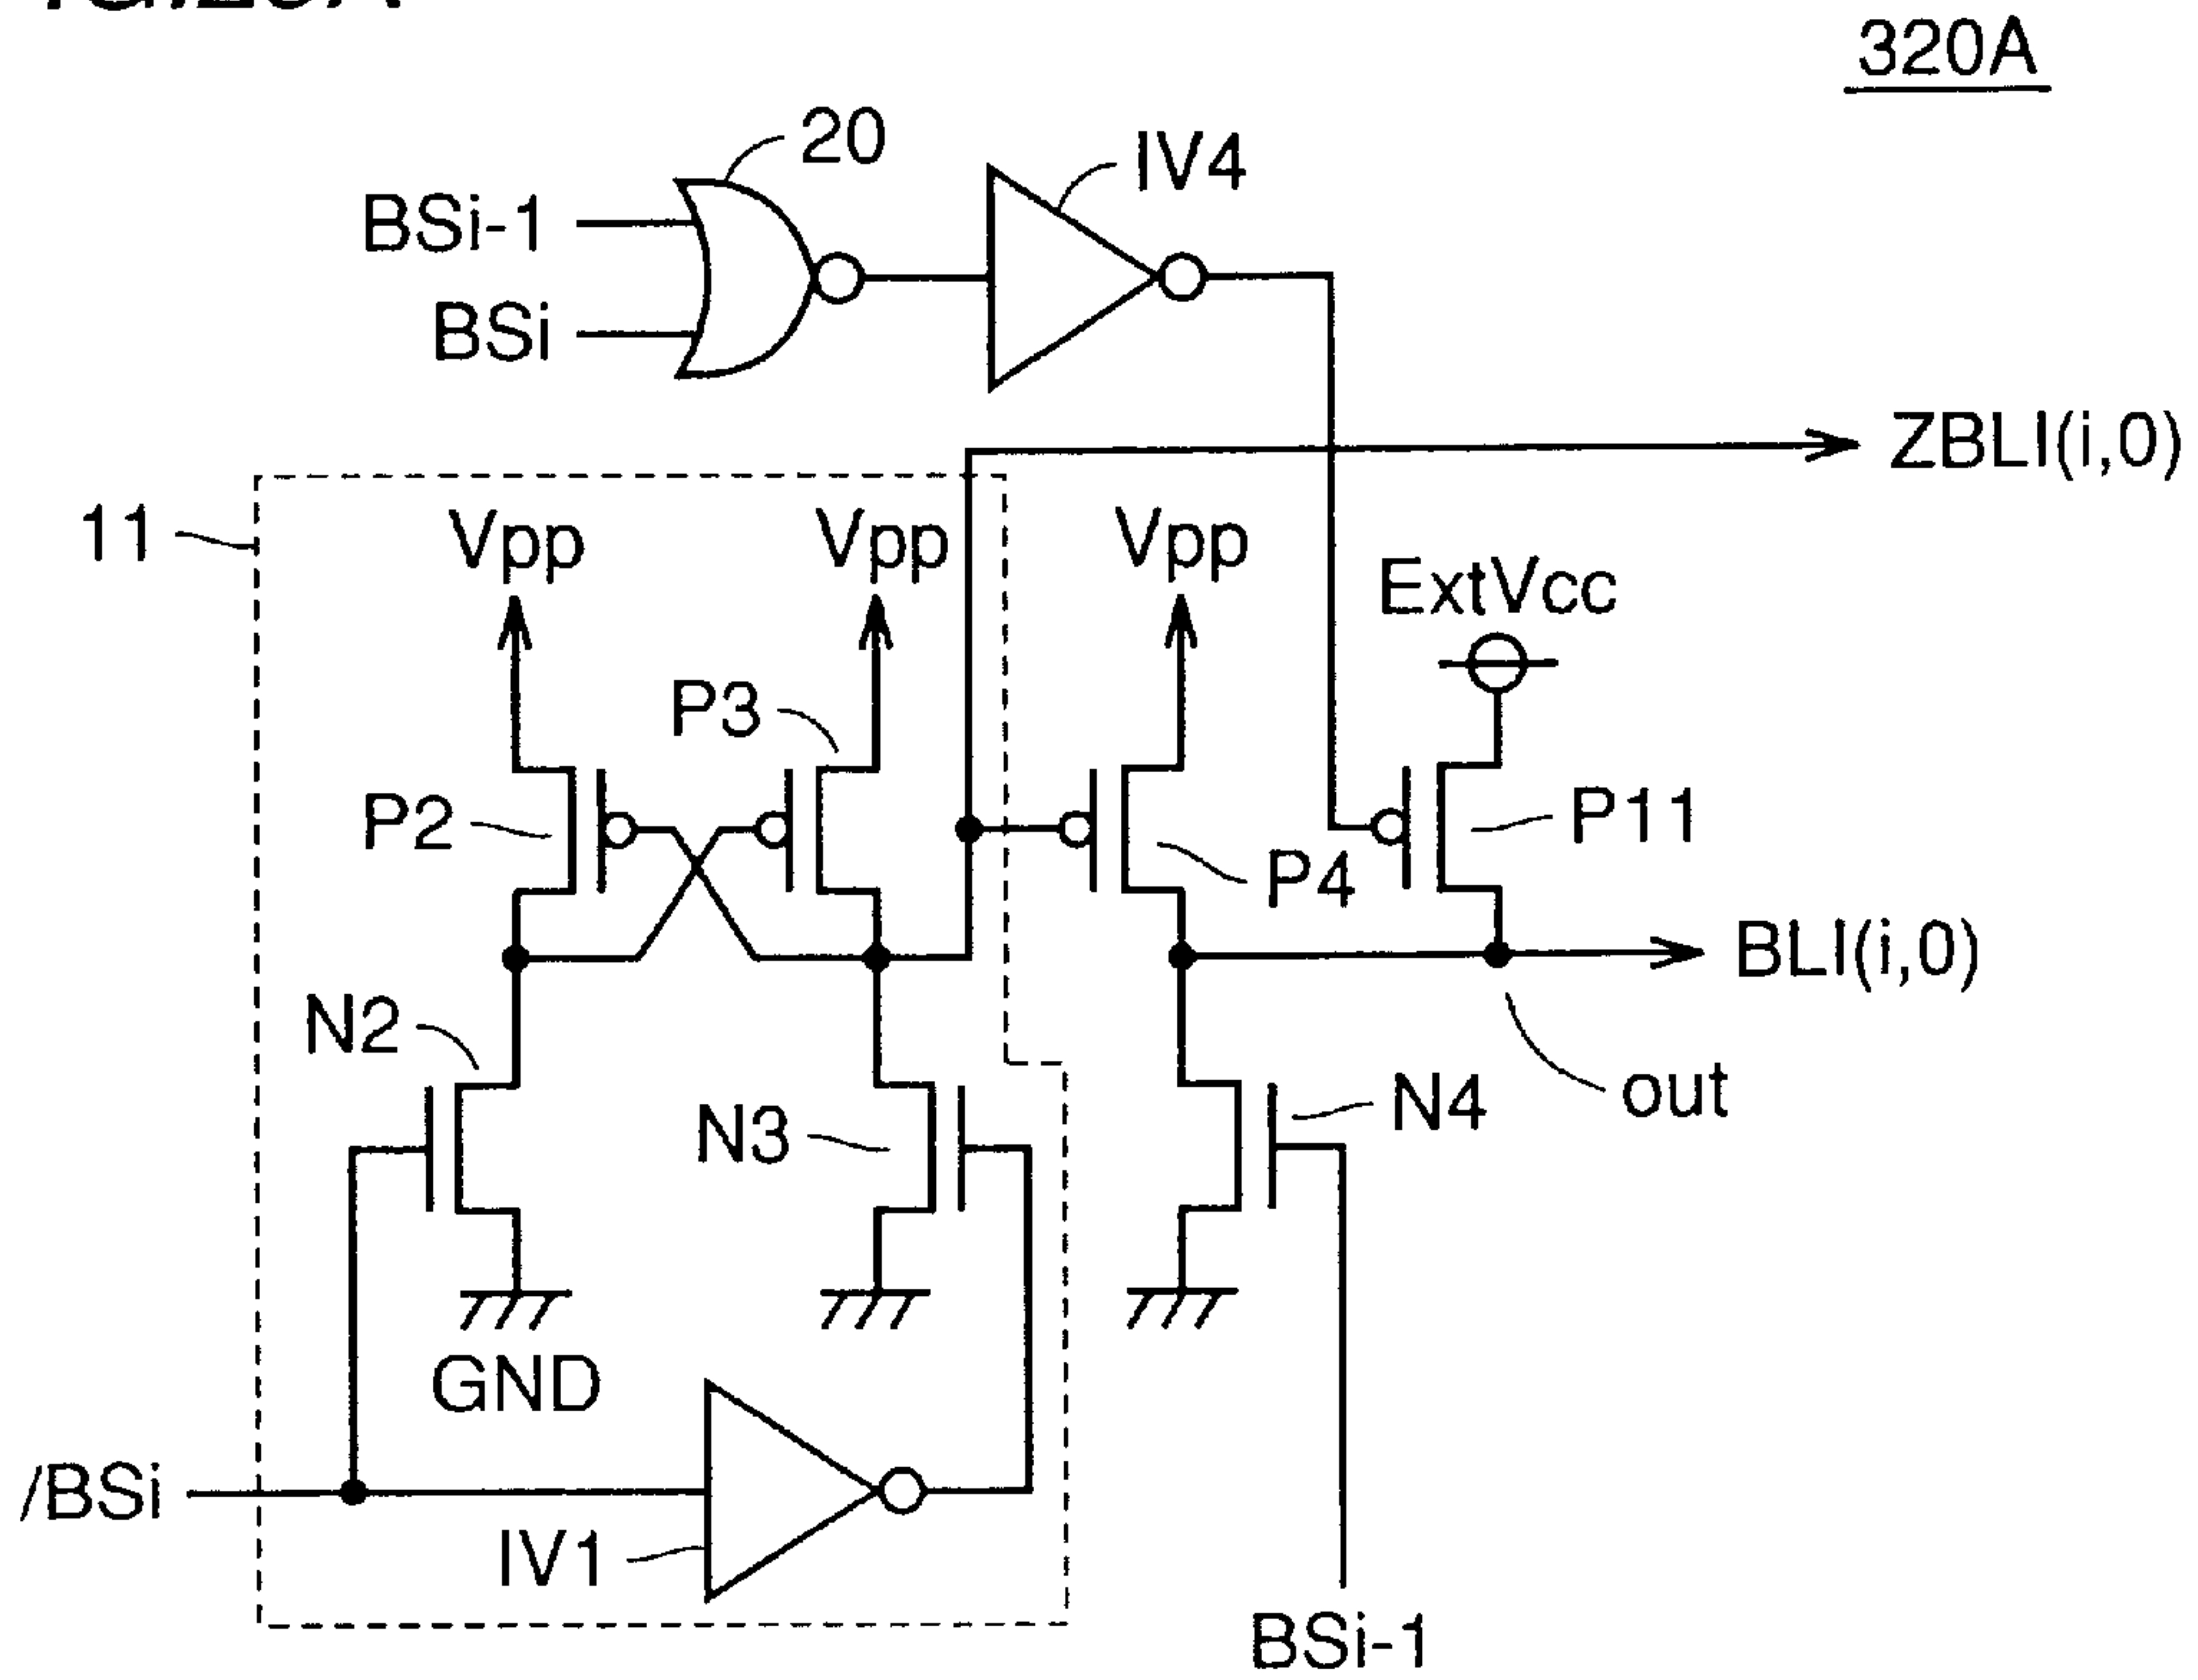 320A
20
IV4
BSi-1
BSi
ZBLI(i,0)
11
Vpp
Vpp
Vpp
ExtVcc
P3
P2
P4
P11
BLI(i,0)
N2
N3
N4
out
GND
/BSi
IV1
BSi-1